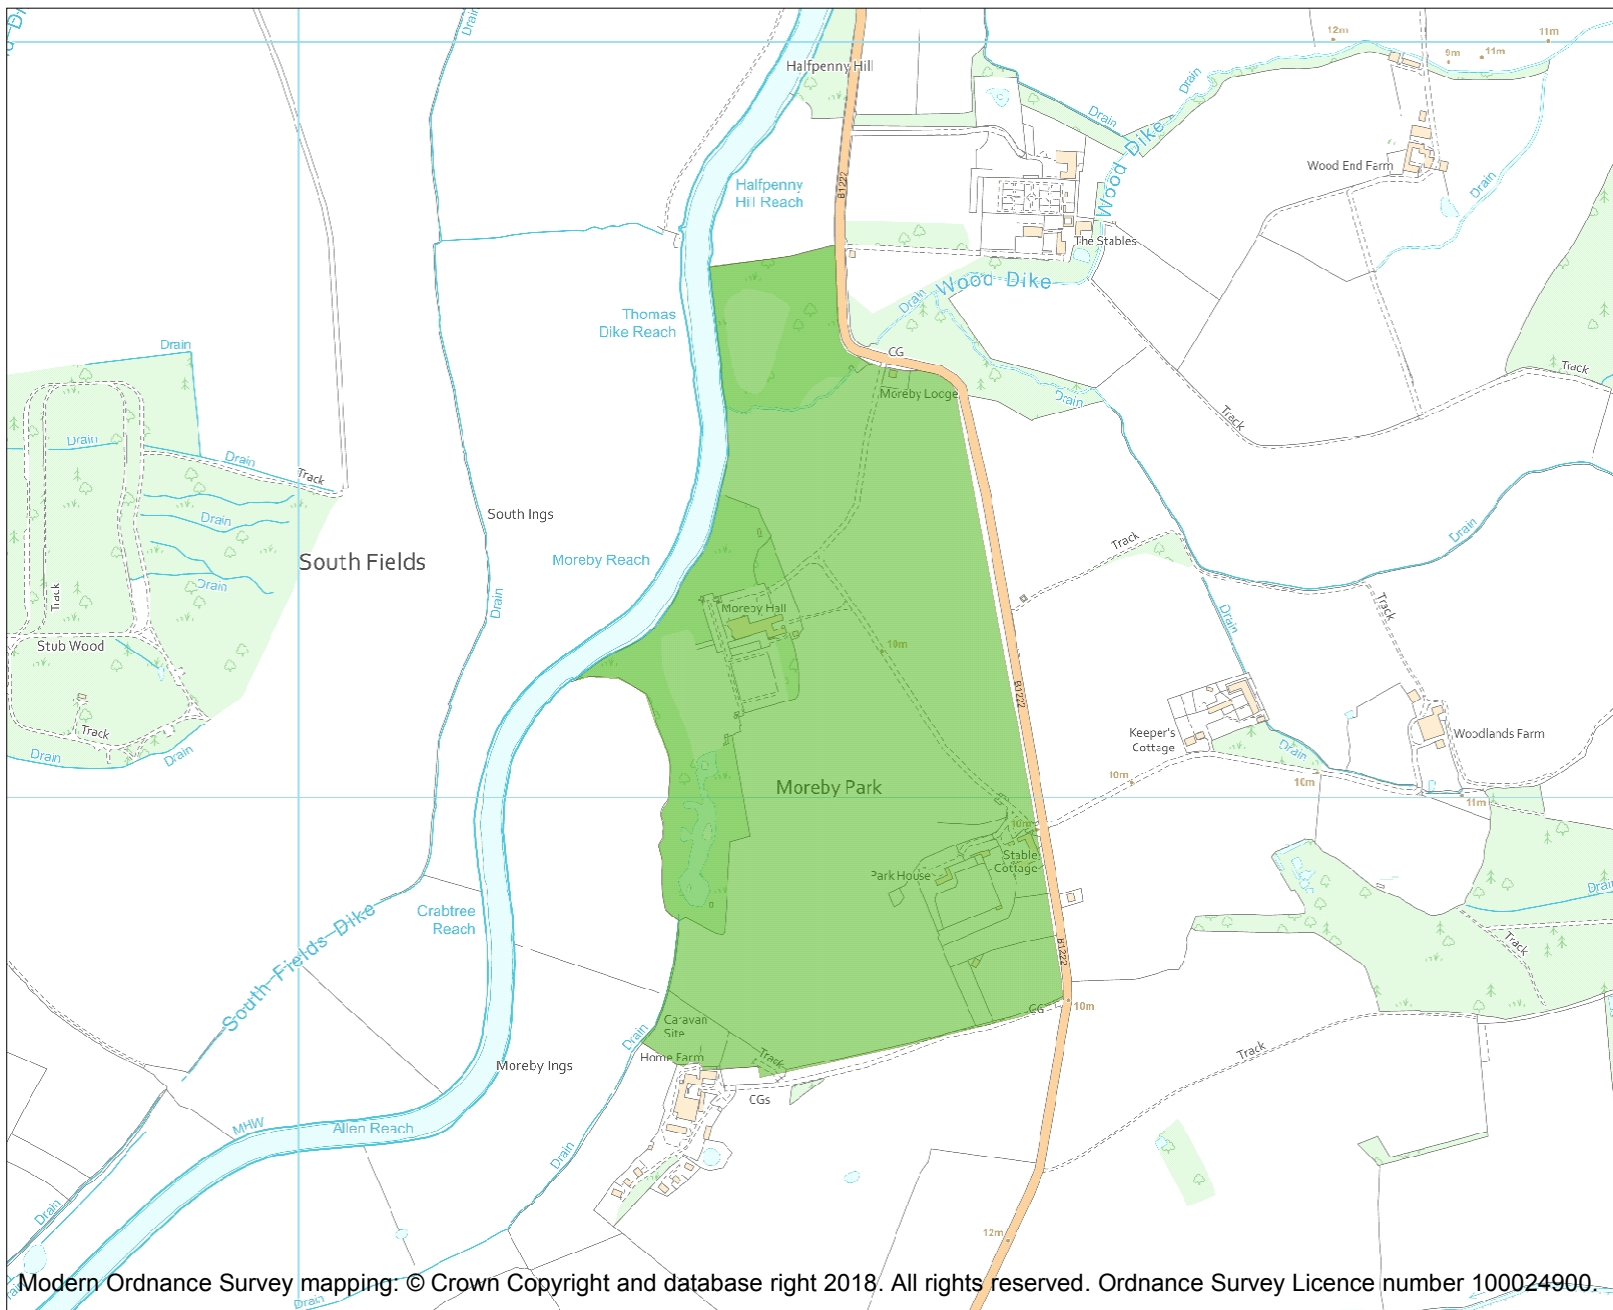 Drain
12m
11m
9m
11m
Halfpenny Hill
Drain
Drain
Wood Dike
Wood End Farm
Drain
Halfpenny
Hill Reach
B1222
The Stables
Wood Dike
Drain
Thomas
Dike Reach
Drain
CG
Moreby Lodge
Drain
Track
Track
Drain
Drain
Track
Drain
Drain
Track
South Ings
South Fields
Moreby Reach
Track
Drain
Drain
Track
Drain
Moreby Hall
10m
Stub Wood
Track
Drain
Drain
B1222
Keeper's
Cottage
Drain
Woodlands Farm
10m
10m
11m
Moreby Park
10m
Stable
Cottage
Park House
Drain
Crabtree
Reach
South Fields Dike
B1222
Track
CG
10m
Caravan
Site
Drain
Home Farm
Track
Track
Moreby Ings
CGs
MHW
Allen Reach
Drain
Drain
12m
Drain
Modern Ordnance Survey mapping: © Crown Copyright and database right 2018. All rights reserved. Ordnance Survey Licence number 100024900.